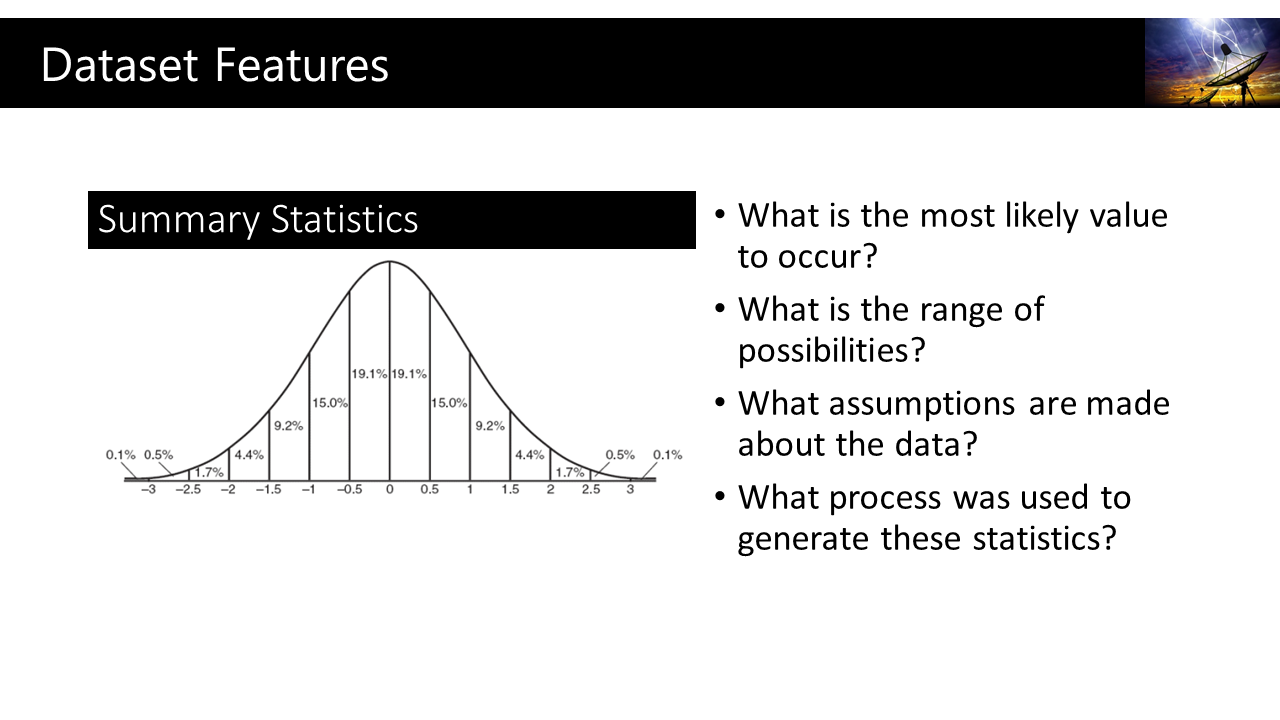 Dataset Features
Summary Statistics
19.1% 19.1%
15.0% 15.0%
9.2% 9.2%
0.1% 0.5% 4.4% 4.4% 0.5% 0.1%
1.7% 1.7%
−3 −2.5 −2 −1.5 −1 −0.5 0 0.5 1 1.5 2 2.5 3
• What is the most likely value
to occur?
• What is the range of
possibilities?
• What assumptions are made
about the data?
• What process was used to
generate these statistics?